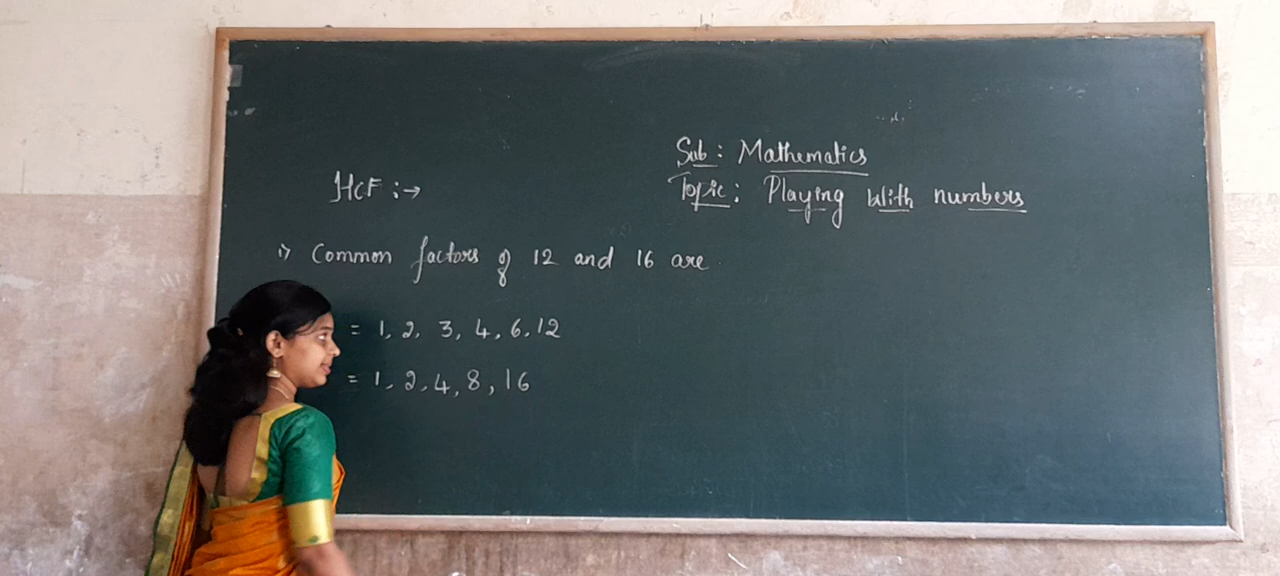 Sub: Mathematics
Topic: Playing With numbers
HCF :→
1) Common factors of 12 and 16 are
= 1, 2, 3, 4, 6, 12
= 1, 2, 4, 8, 16